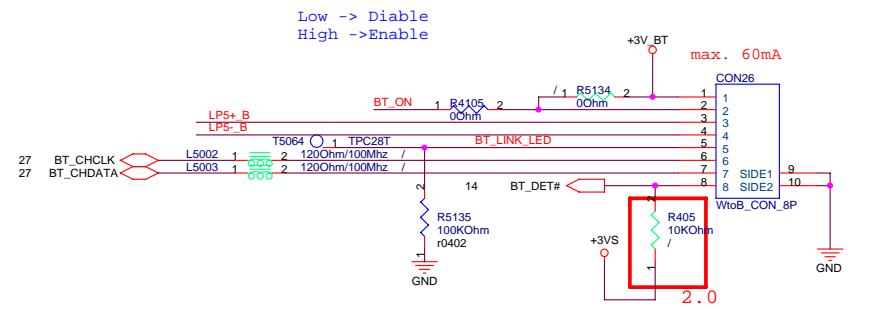 Low -> Diable
High ->Enable
+3V_BT
max. 60mA
CON26
/ 1 R5134 2
0Ohm
BT_ON 1 R4105 2
0Ohm
LP5+_B
LP5-_B
T5064 1 TPC28T
BT_LINK_LED
27 BT_CHCLK L5002 1 2 120Ohm/100Mhz /
27 BT_CHDATA L5003 1 2 120Ohm/100Mhz /
A
1 1
2 2
3 3
4 4
5 5
6 6
7 7 SIDE1 9
8 8 SIDE2 10
WtoB_CON_8P
14 BT_DET#
2
R5135
100KOhm
r0402
1
GND
2
R405
10KOhm
/
1
+3VS
GND
2.0